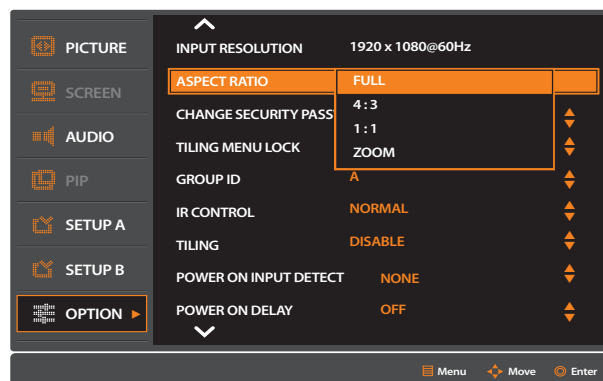 PICTURE
SCREEN
AUDIO
PIP
SETUP A
SETUP B
OPTION
INPUT RESOLUTION 1920 x 1080@60Hz
ASPECT RATIO FULL
4 : 3
CHANGE SECURITY PASS
1 : 1
TILING MENU LOCK ZOOM
GROUP ID A
IR CONTROL NORMAL
TILING DISABLE
POWER ON INPUT DETECT NONE
POWER ON DELAY OFF
Menu Move Enter